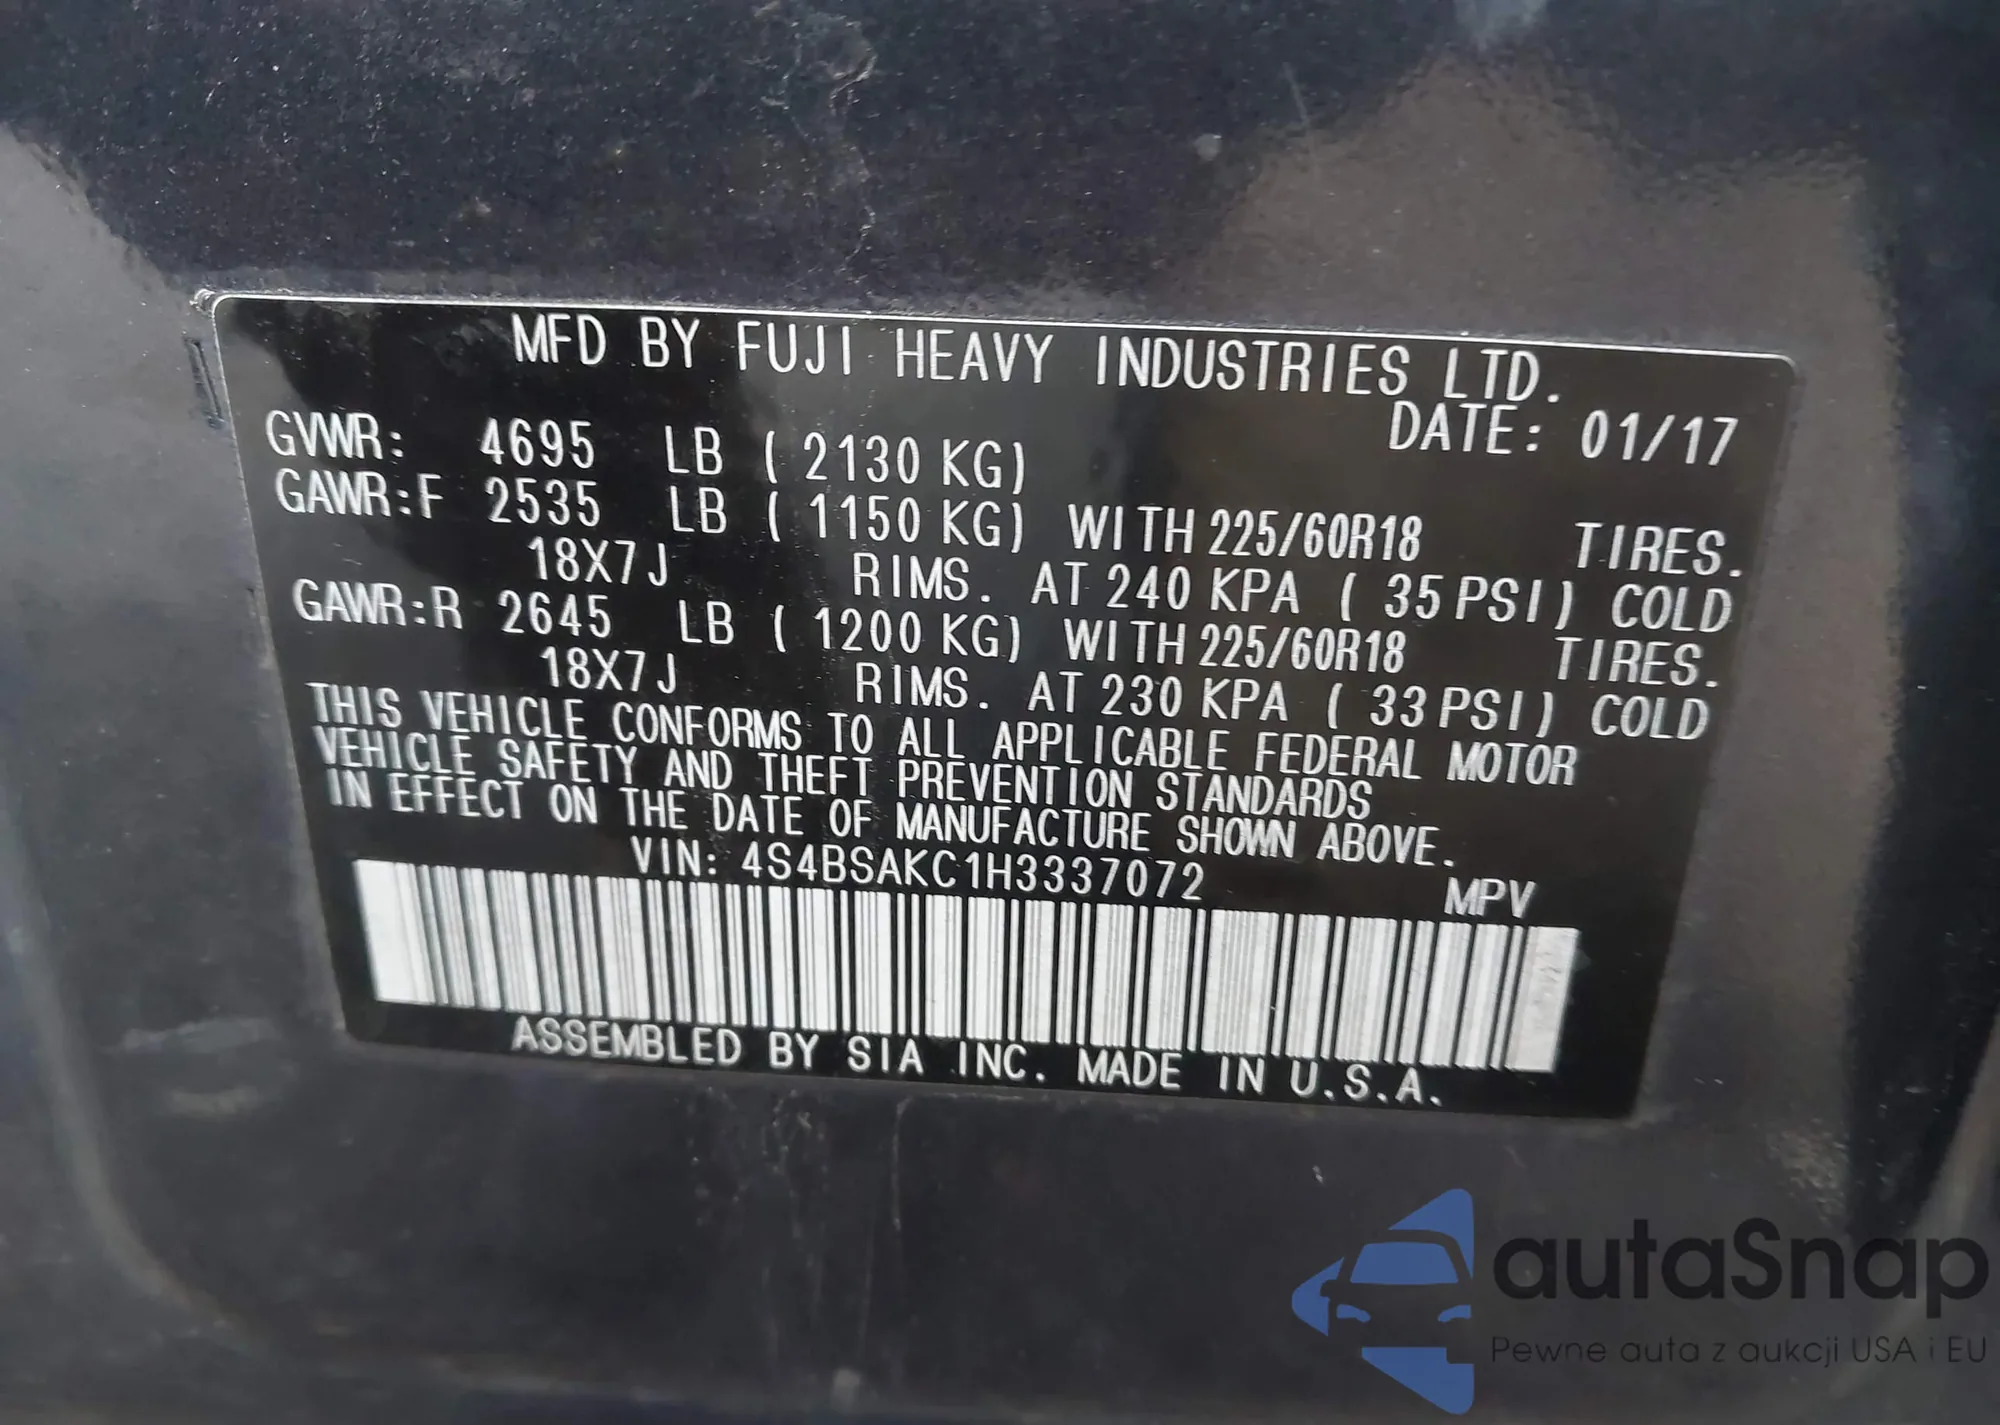 MFD BY FUJI HEAVY INDUSTRIES LTD.
DATE: 01/17
GVWR: 4695 LB ( 2130 KG)
GAWR:F 2535 LB ( 1150 KG) WITH 225/60R18 TIRES.
18X7J RIMS. AT 240 KPA ( 35 PSI) COLD
GAWR:R 2645 LB ( 1200 KG) WITH 225/60R18 TIRES.
18X7J RIMS. AT 230 KPA ( 33 PSI) COLD
THIS VEHICLE CONFORMS TO ALL APPLICABLE FEDERAL MOTOR
VEHICLE SAFETY AND THEFT PREVENTION STANDARDS
IN EFFECT ON THE DATE OF MANUFACTURE SHOWN ABOVE.
VIN: 4S4BSAKC1H3337072 MPV
ASSEMBLED BY SIA INC. MADE IN U.S.A.
autaSnap
Pewne auta z aukcji USA i EU